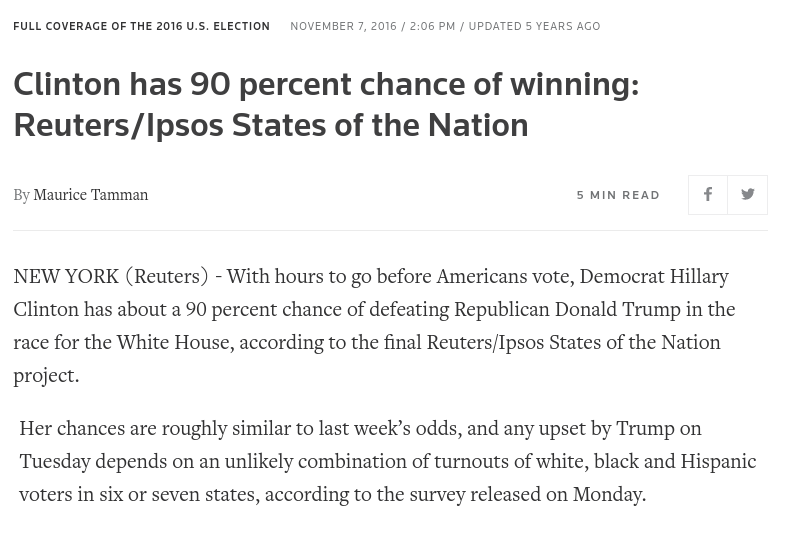 FULL COVERAGE OF THE 2016 U.S. ELECTION NOVEMBER 7, 2016 / 2:06 PM / UPDATED 5 YEARS AGO
Clinton has 90 percent chance of winning:
Reuters/Ipsos States of the Nation
By Maurice Tamman 5 MIN READ
NEW YORK (Reuters) - With hours to go before Americans vote, Democrat Hillary
Clinton has about a 90 percent chance of defeating Republican Donald Trump in the
race for the White House, according to the final Reuters/Ipsos States of the Nation
project.
Her chances are roughly similar to last week’s odds, and any upset by Trump on
Tuesday depends on an unlikely combination of turnouts of white, black and Hispanic
voters in six or seven states, according to the survey released on Monday.